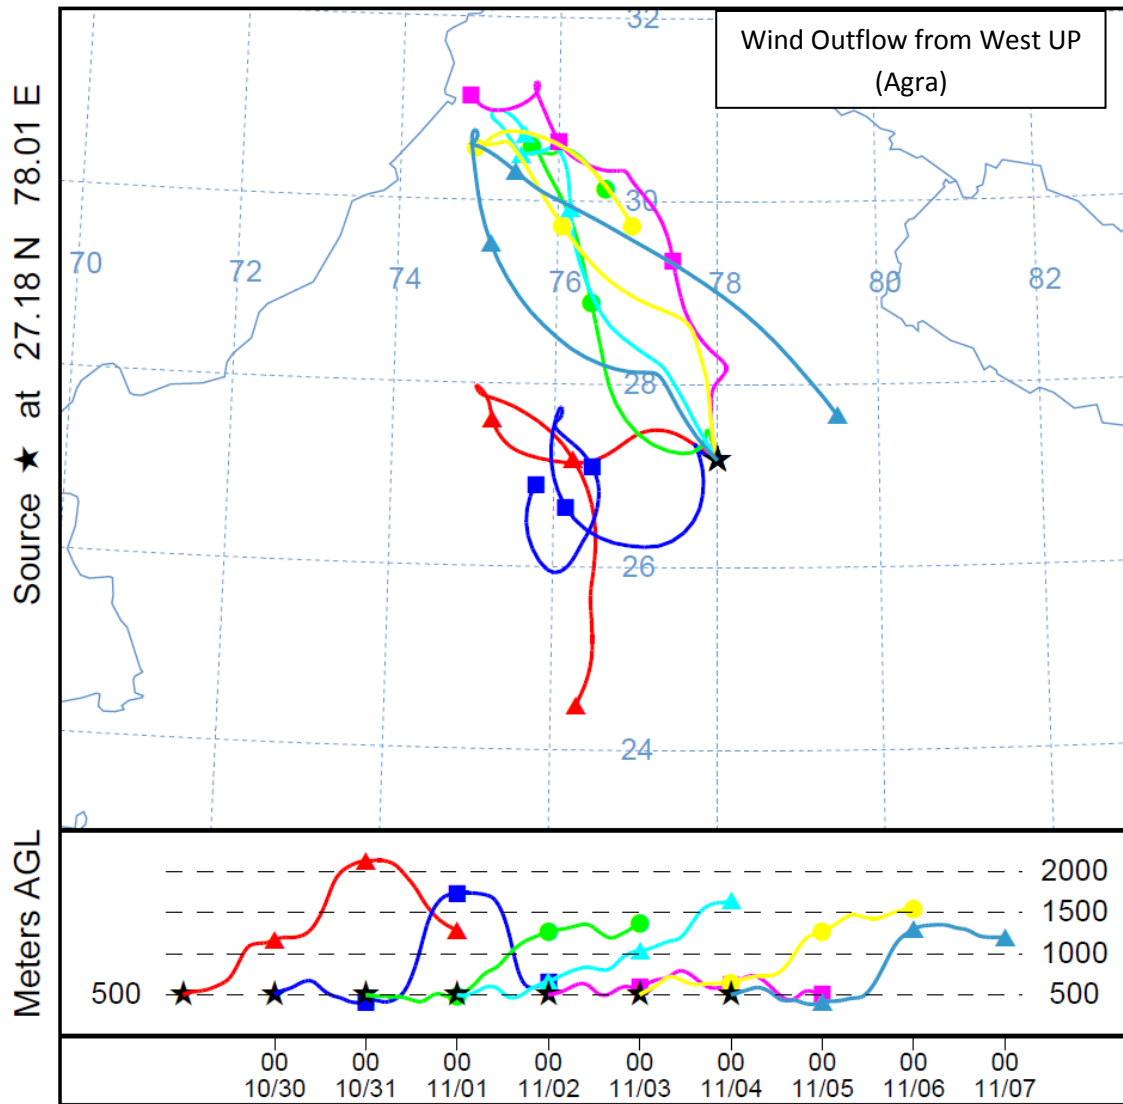 Wind Outflow from West UP
(Agra)
Source ★ at 27.18 N 78.01 E
32
30
70
72
74
76
78
80
82
28
26
24
Meters AGL
2000
1500
1000
500
500
00 00 00 00 00 00 00 00 00
10/30 10/31 11/01 11/02 11/03 11/04 11/05 11/06 11/07